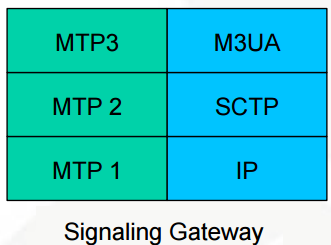 MTP3 M3UA
MTP 2 SCTP
MTP 1 IP
Signaling Gateway